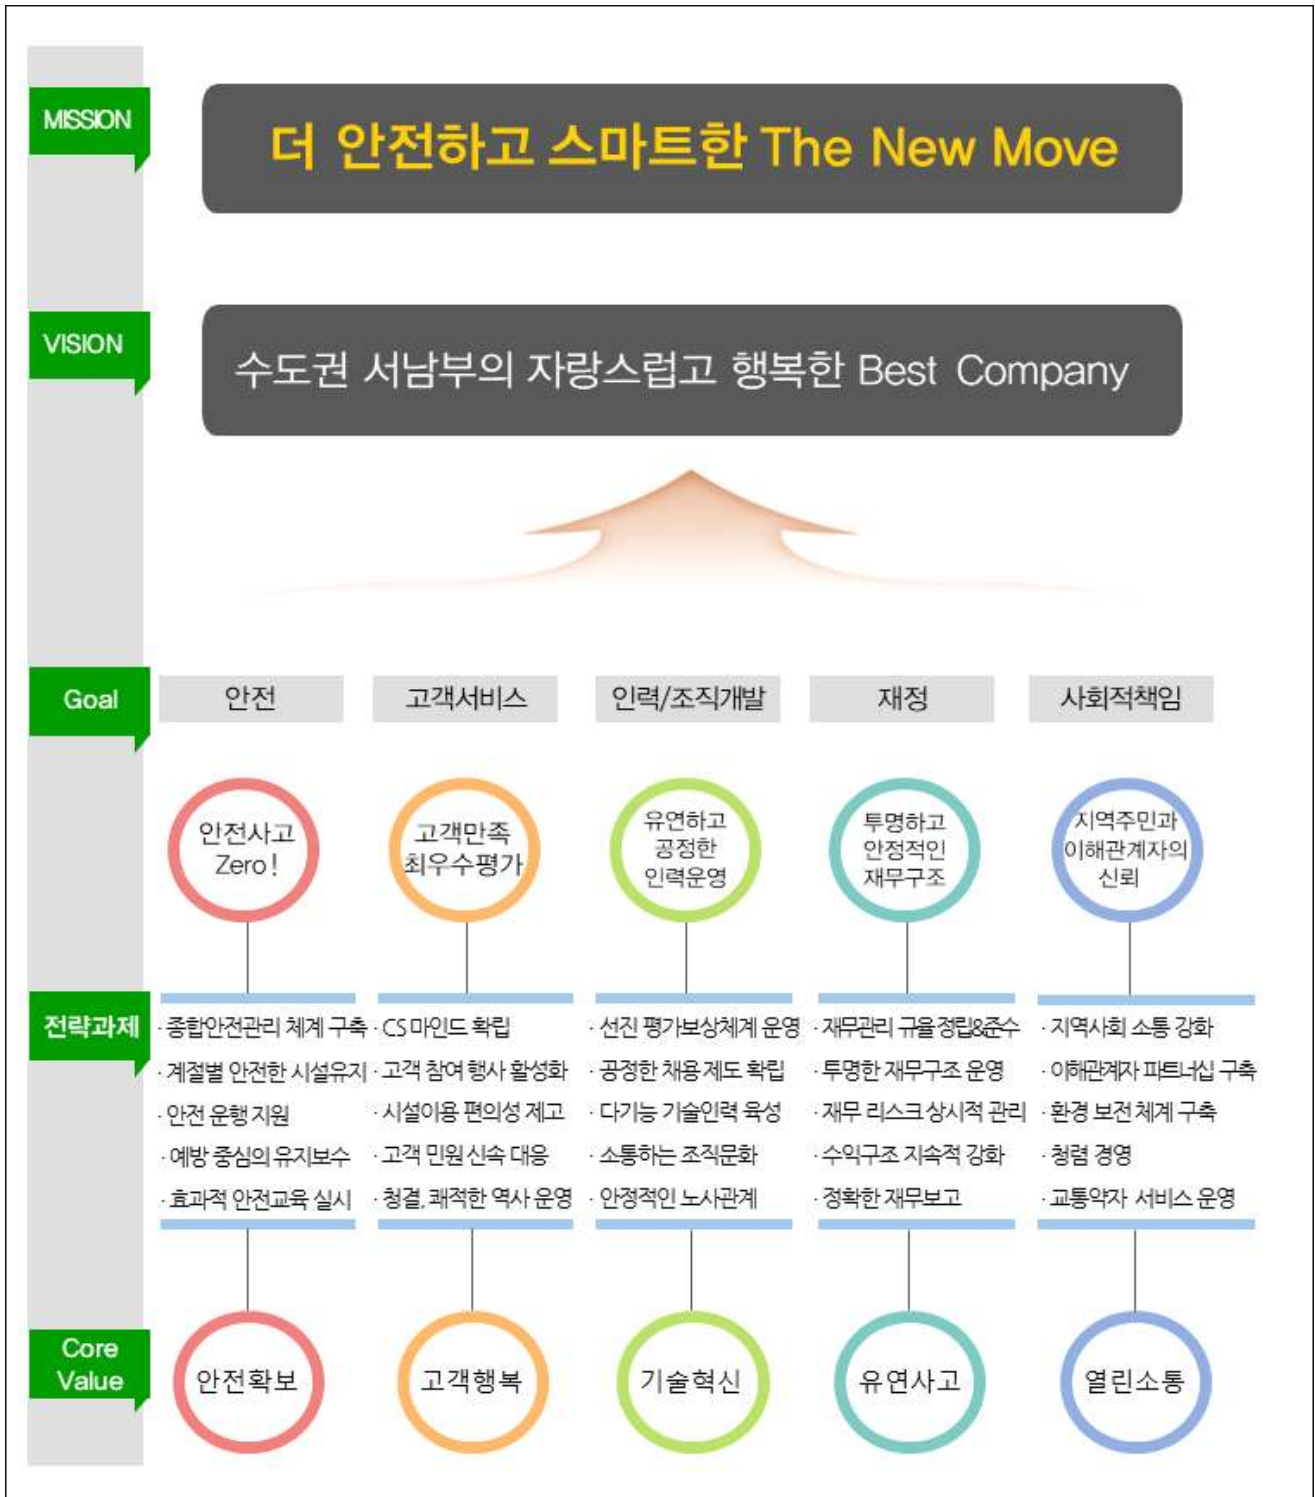 MISSION
더 안전하고 스마트한 The New Move
VISION
수도권 서남부의 자랑스럽고 행복한 Best Company
Goal
안전
고객서비스
인력/조직개발
재정
사회적책임
안전사고
Zero!
고객만족
최우수평가
유연하고
공정한
인력운영
투명하고
안정적인
재무구조
지역주민과
이해관계자의
신뢰
전략과제
· 종합안전관리 체계 구축
· 계절별 안전한 시설유지
· 안전 운행 지원
· 예방 중심의 유지보수
· 효과적 안전교육 실시
· CS 마인드 확립
· 고객 참여 행사 활성화
· 시설이용 편의성 제고
· 고객 민원 신속 대응
· 청결, 쾌적한 역사 운영
· 선진 평가보상체계 운영
· 공정한 채용 제도 확립
· 다기능 기술인력 육성
· 소통하는 조직문화
· 안정적인 노사관계
· 재무관리 규율 정립&준수
· 투명한 재무구조 운영
· 재무 리스크 상시적 관리
· 수익구조 지속적 강화
· 정확한 재무보고
· 지역사회 소통 강화
· 이해관계자 파트너십 구축
· 환경 보전 체계 구축
· 청렴 경영
· 교통약자 서비스 운영
Core
Value
안전확보
고객행복
기술혁신
유연사고
열린소통